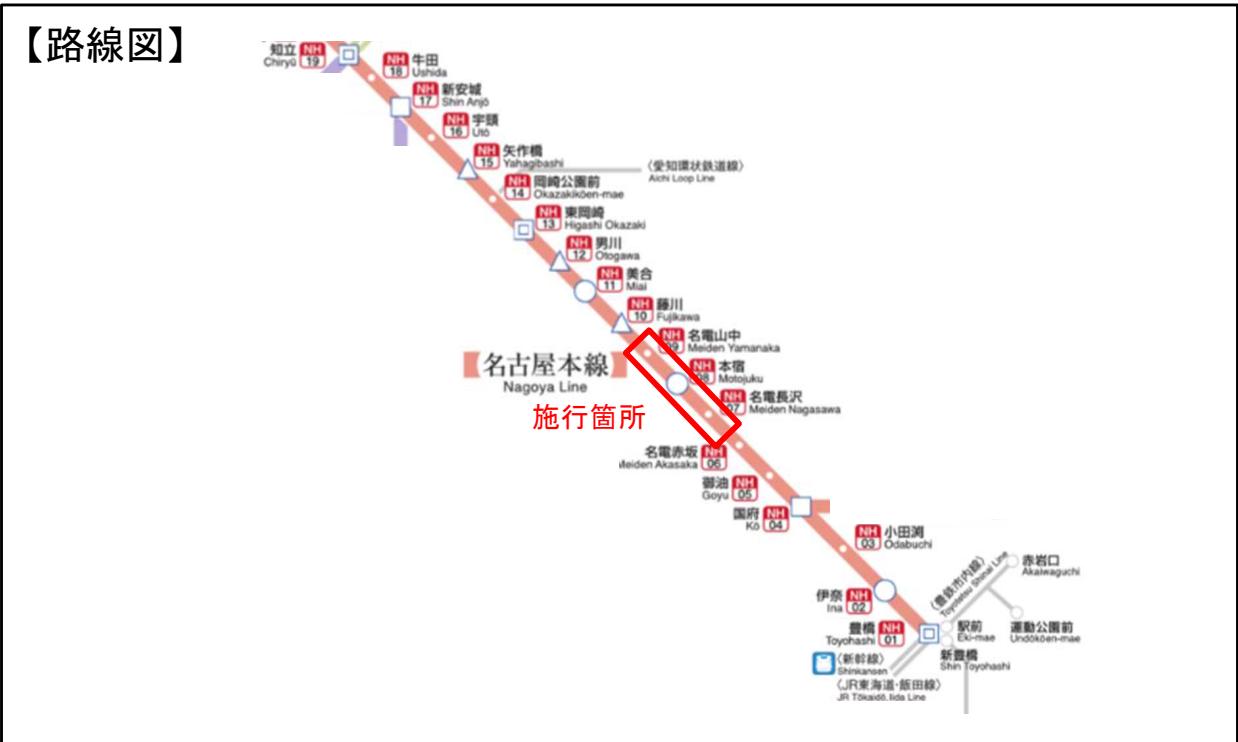 【路線図】
知立 NH
Chiryū 19
NH 牛田
18 Ushida
NH 新安城
17 Shin Anjō
NH 宇頭
16 Utō
NH 矢作橋
15 Yahagibashi
〈愛知環状鉄道線〉
Aichi Loop Line
NH 岡崎公園前
14 Okazakikōen-mae
NH 東岡崎
13 Higashi Okazaki
NH 男川
12 Otogawa
NH 美合
11 Miai
NH 藤川
10 Fujikawa
NH 名電山中
09 Meiden Yamanaka
【名古屋本線】
Nagoya Line
NH 本宿
08 Motojuku
NH 名電長沢
07 Meiden Nagasawa
施行箇所
名電赤坂 NH
Meiden Akasaka 06
御油 NH
Goyu 05
国府 NH
Kō 04
NH 小田渕
03 Odabuchi
〈豊鉄市内線〉
Toyotetsu Shinai Line
赤岩口
Akaiwaguchi
伊奈 NH
Ina 02
豊橋 NH
Toyohashi 01
駅前
Eki-mae
運動公園前
Undōkōen-mae
新豊橋
Shin Toyohashi
〈新幹線〉
Shinkansen
〈JR東海道・飯田線〉
JR Tōkaidō, Iida Line